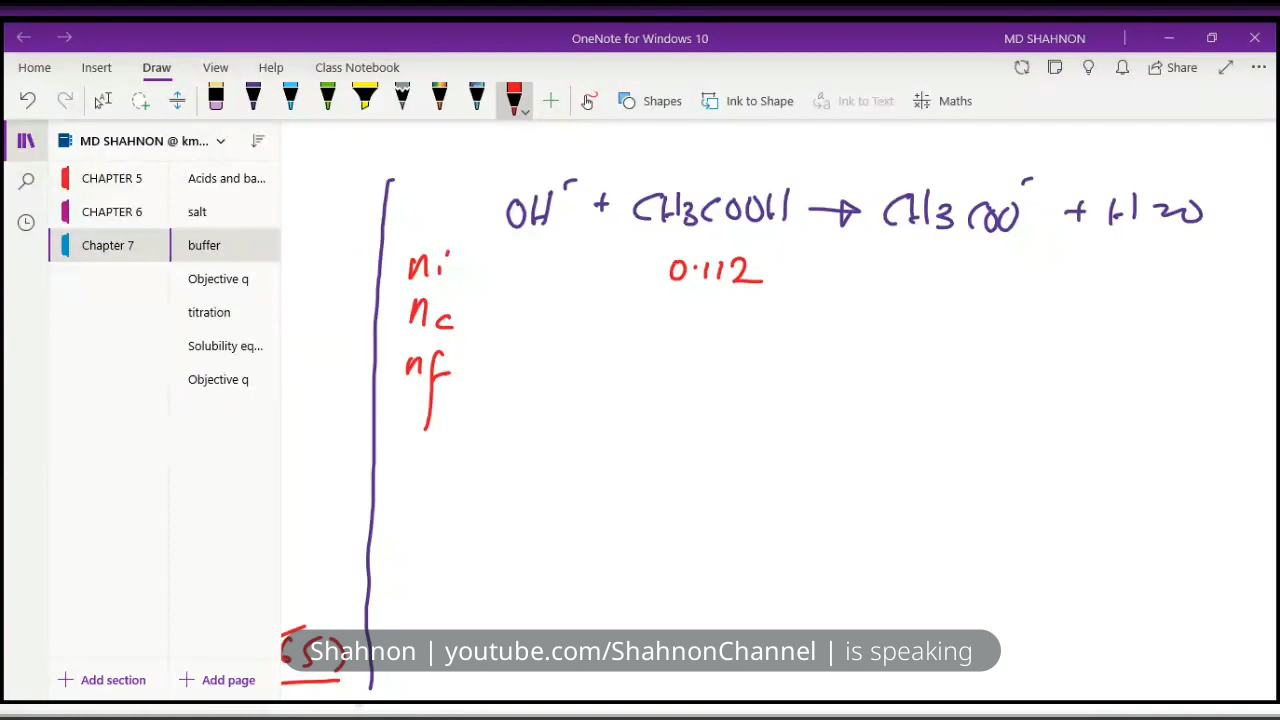 OneNote for Windows 10
MD SHAHNON
Home Insert Draw View Help Class Notebook
Share
Shapes Ink to Shape Ink to Text Maths
MD SHAHNON @ km...
CHAPTER 5 Acids and ba...
CHAPTER 6 salt
Chapter 7 buffer
Objective q
titration
Solubility eq...
Objective q
OH⁻ + CH3COOH → CH3COO⁻ + H2O
ni 0.112
nc
nf
Shahnon | youtube.com/ShahnonChannel | is speaking
Add section Add page